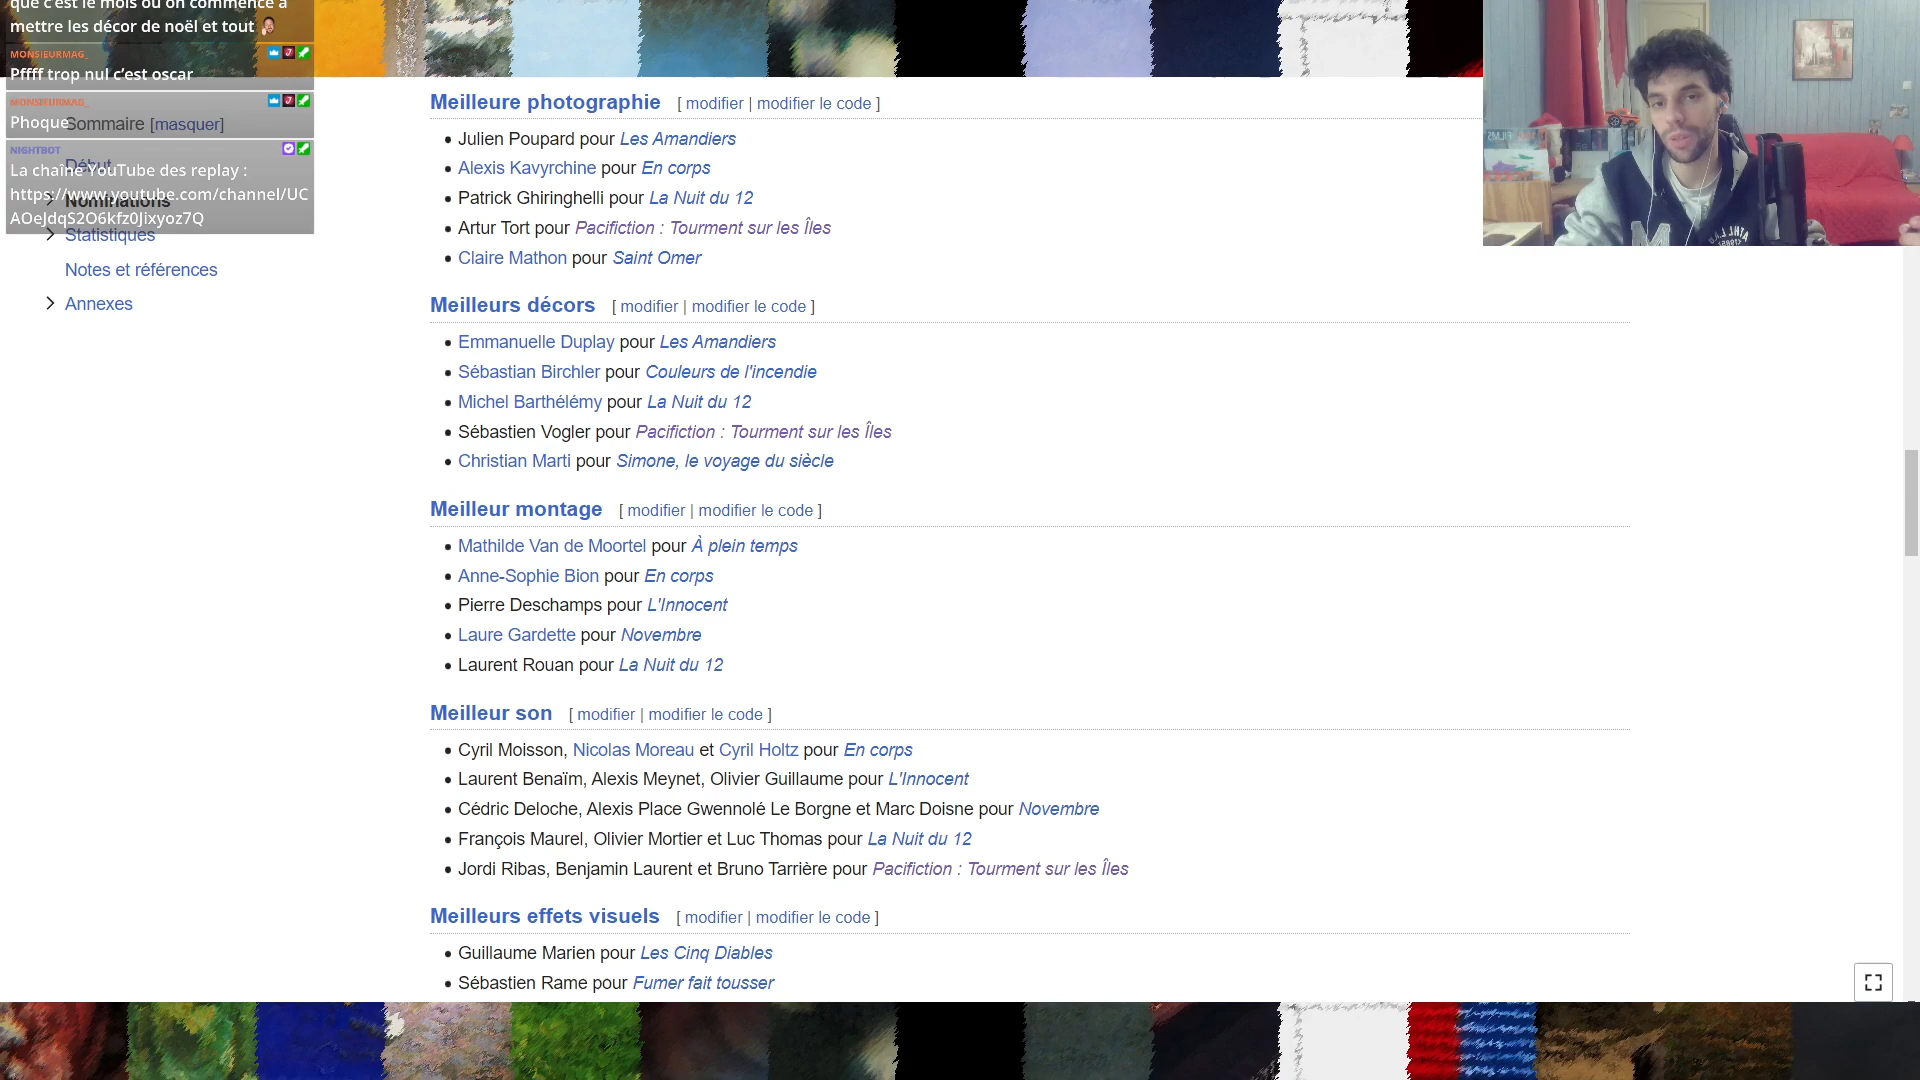 que c'est le mois où on commence à
mettre les décor de noël et tout
MONSIEURMAG_
Pffff trop nul c'est oscar
MONSIEURMAG_
Phoque
NIGHTBOT
La chaîne YouTube des replay :
https://www.youtube.com/channel/UC
AOeJdqS2O6kfz0Jixyoz7Q
Sommaire [masquer]
Début
Nominations
Statistiques
Notes et références
Annexes
Meilleure photographie [ modifier | modifier le code ]
• Julien Poupard pour Les Amandiers
• Alexis Kavyrchine pour En corps
• Patrick Ghiringhelli pour La Nuit du 12
• Artur Tort pour Pacifiction : Tourment sur les Îles
• Claire Mathon pour Saint Omer
Meilleurs décors [ modifier | modifier le code ]
• Emmanuelle Duplay pour Les Amandiers
• Sébastian Birchler pour Couleurs de l'incendie
• Michel Barthélémy pour La Nuit du 12
• Sébastien Vogler pour Pacifiction : Tourment sur les Îles
• Christian Marti pour Simone, le voyage du siècle
Meilleur montage [ modifier | modifier le code ]
• Mathilde Van de Moortel pour À plein temps
• Anne-Sophie Bion pour En corps
• Pierre Deschamps pour L'Innocent
• Laure Gardette pour Novembre
• Laurent Rouan pour La Nuit du 12
Meilleur son [ modifier | modifier le code ]
• Cyril Moisson, Nicolas Moreau et Cyril Holtz pour En corps
• Laurent Benaïm, Alexis Meynet, Olivier Guillaume pour L'Innocent
• Cédric Deloche, Alexis Place Gwennolé Le Borgne et Marc Doisne pour Novembre
• François Maurel, Olivier Mortier et Luc Thomas pour La Nuit du 12
• Jordi Ribas, Benjamin Laurent et Bruno Tarrière pour Pacifiction : Tourment sur les Îles
Meilleurs effets visuels [ modifier | modifier le code ]
• Guillaume Marien pour Les Cinq Diables
• Sébastien Rame pour Fumer fait tousser